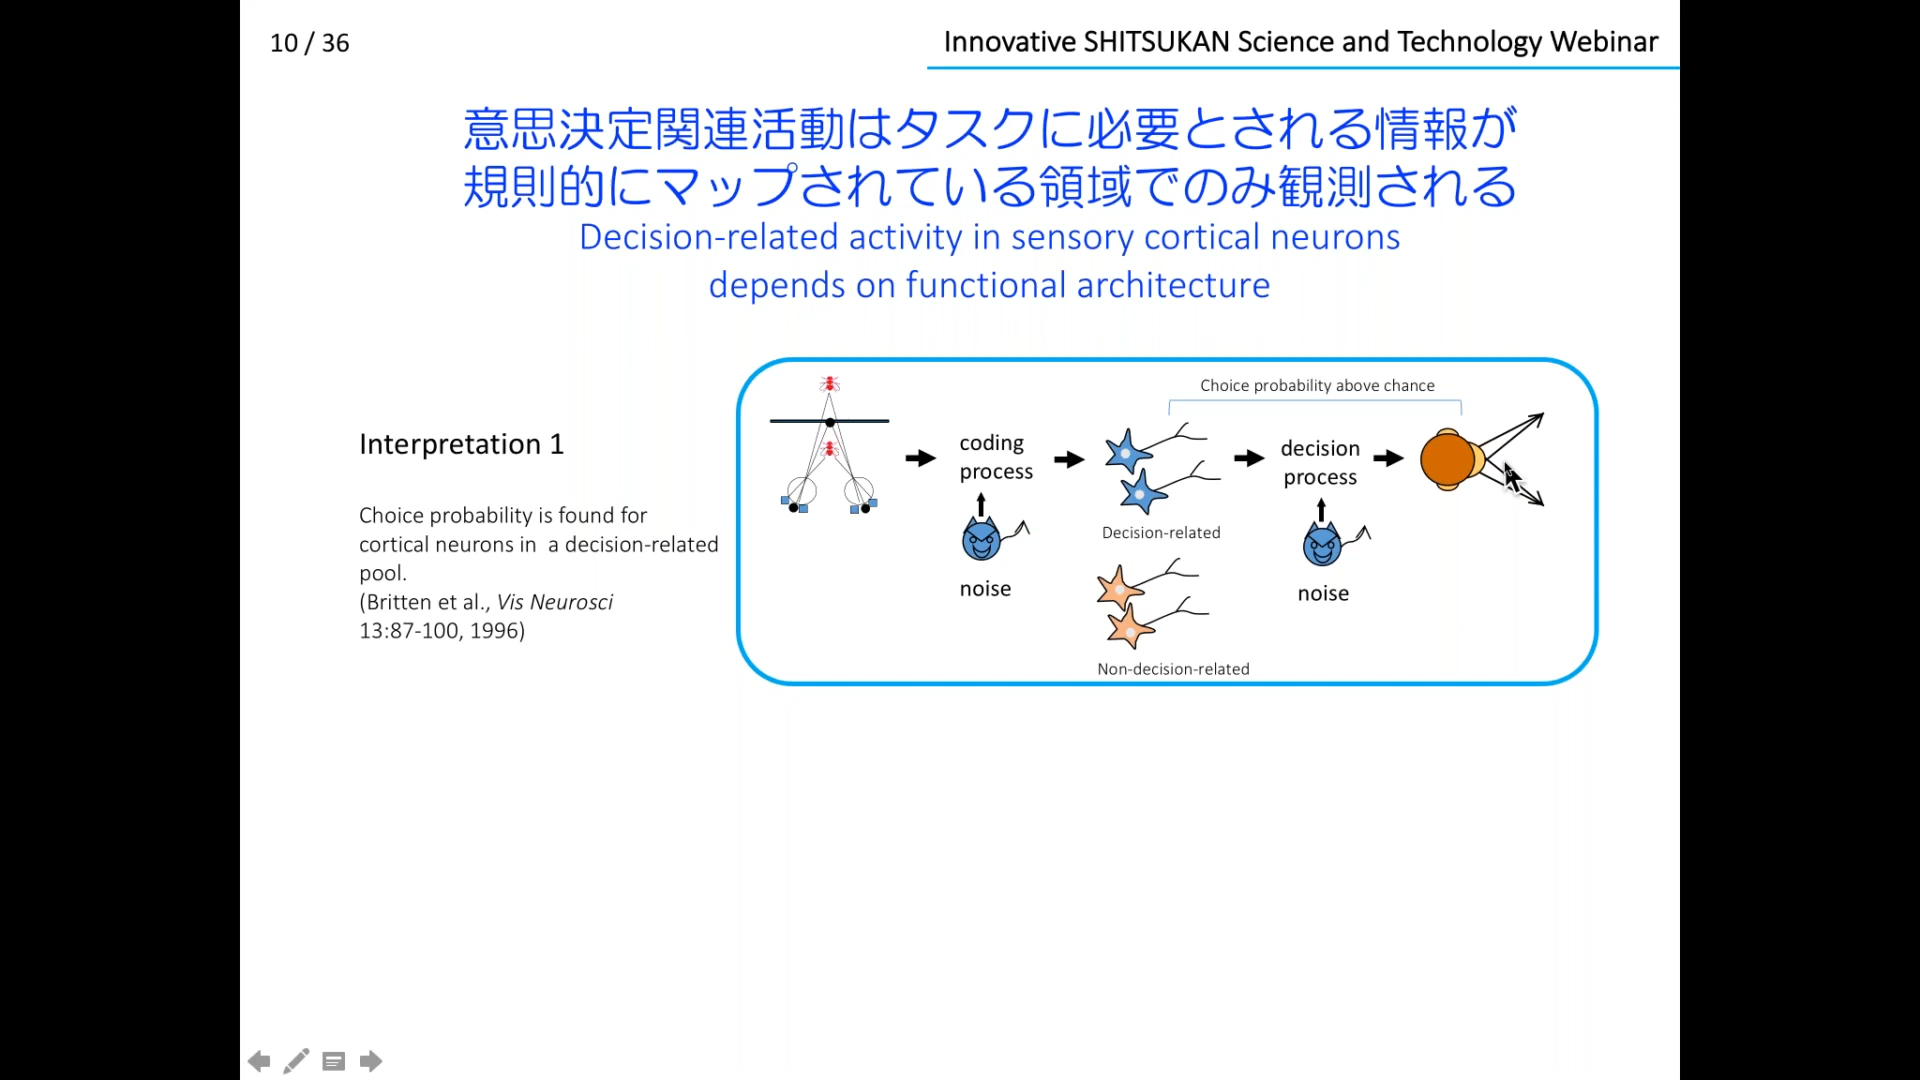 10 / 36
Innovative SHITSUKAN Science and Technology Webinar
意思決定関連活動はタスクに必要とされる情報が
規則的にマップされている領域でのみ観測される
Decision-related activity in sensory cortical neurons
depends on functional architecture
Interpretation 1
Choice probability is found for
cortical neurons in a decision-related
pool.
(Britten et al., Vis Neurosci
13:87-100, 1996)
Choice probability above chance
coding
process
decision
process
Decision-related
noise
noise
Non-decision-related